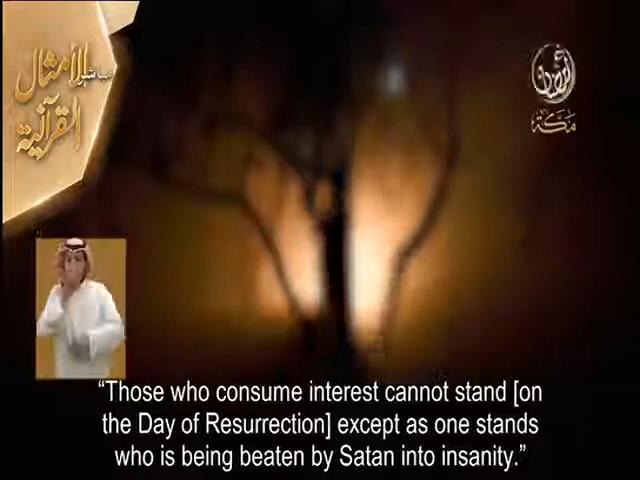 الأمثال
مباشر
القرآنية
مكة
“Those who consume interest cannot stand [on
the Day of Resurrection] except as one stands
who is being beaten by Satan into insanity.”